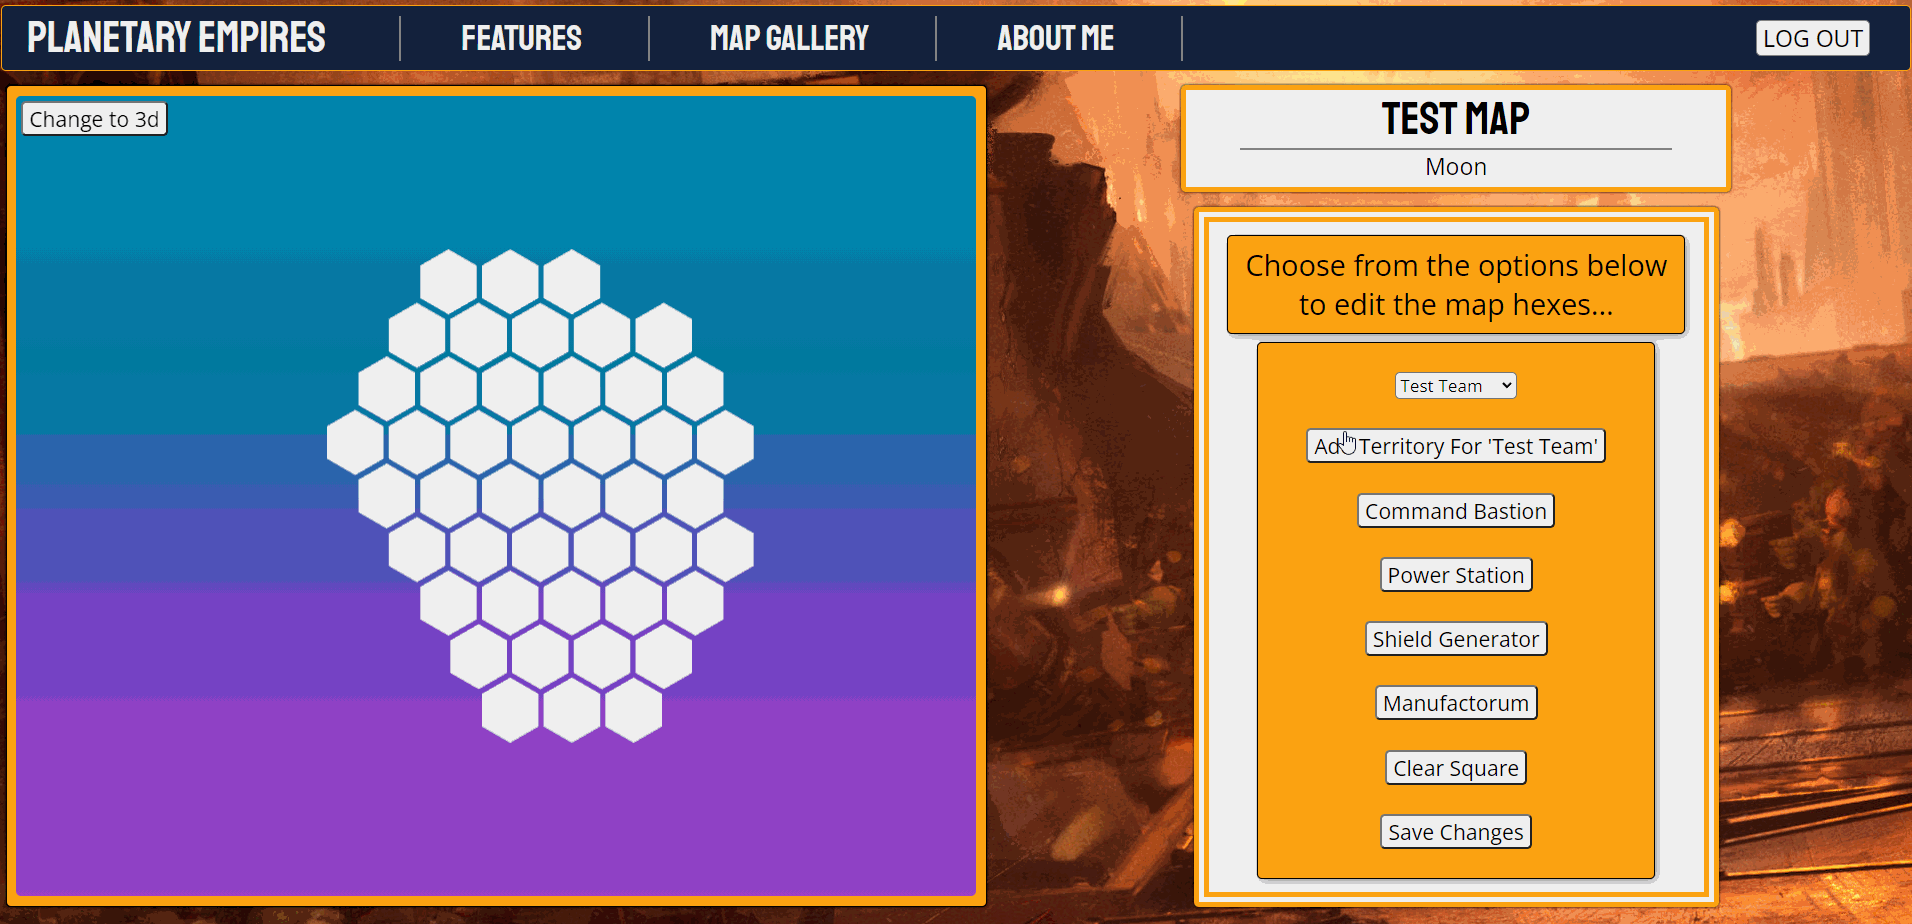 PLANETARY EMPIRES
FEATURES
MAP GALLERY
ABOUT ME
LOG OUT
Change to 3d
TEST MAP
Moon
Choose from the options below
to edit the map hexes...
Test Team
Add Territory For 'Test Team'
Command Bastion
Power Station
Shield Generator
Manufactorum
Clear Square
Save Changes